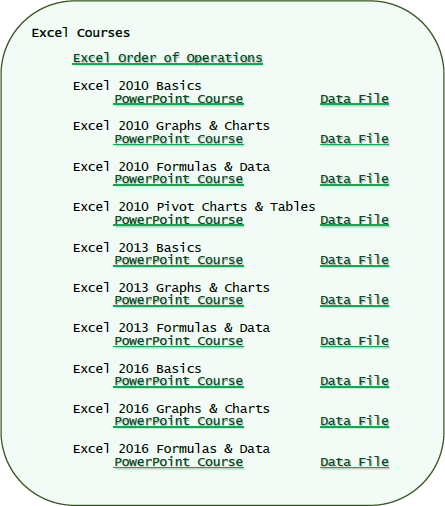 Excel Courses
Excel Order of Operations
Excel 2010 Basics
PowerPoint Course Data File
Excel 2010 Graphs & Charts
PowerPoint Course Data File
Excel 2010 Formulas & Data
PowerPoint Course Data File
Excel 2010 Pivot Charts & Tables
PowerPoint Course Data File
Excel 2013 Basics
PowerPoint Course Data File
Excel 2013 Graphs & Charts
PowerPoint Course Data File
Excel 2013 Formulas & Data
PowerPoint Course Data File
Excel 2016 Basics
PowerPoint Course Data File
Excel 2016 Graphs & Charts
PowerPoint Course Data File
Excel 2016 Formulas & Data
PowerPoint Course Data File